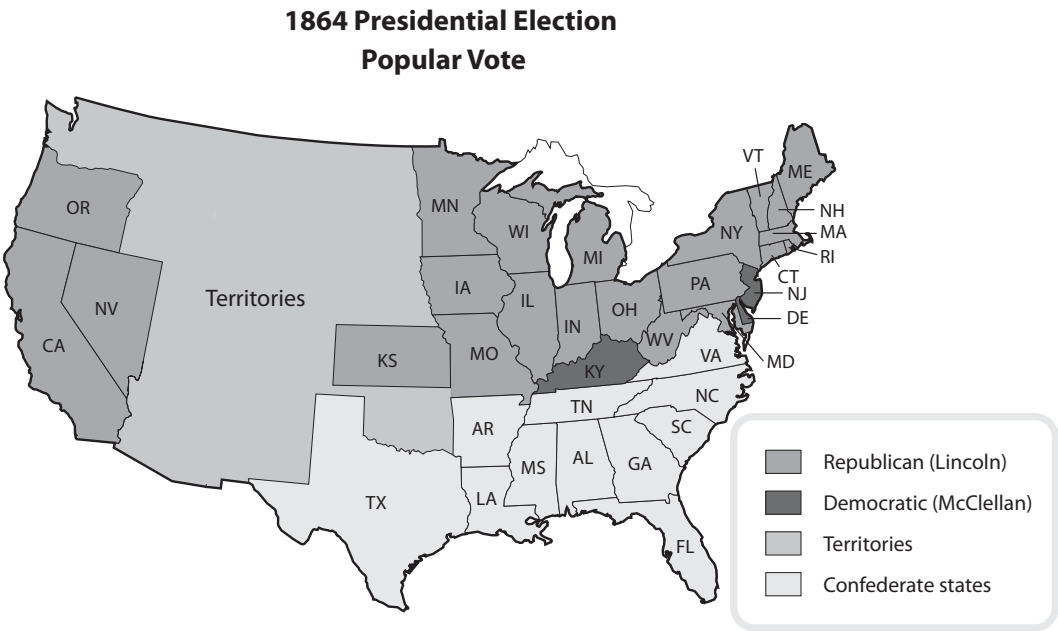 1864 Presidential Election
Popular Vote
VT
ME
OR
MN
NH
WI
NY
MA
MI
RI
CT
PA
IA
NJ
Territories
IL
NV
OH
DE
IN
WV
CA
KS
MO
VA
MD
KY
NC
TN
SC
AR
MS
AL
GA
TX
LA
FL
Republican (Lincoln)
Democratic (McClellan)
Territories
Confederate states